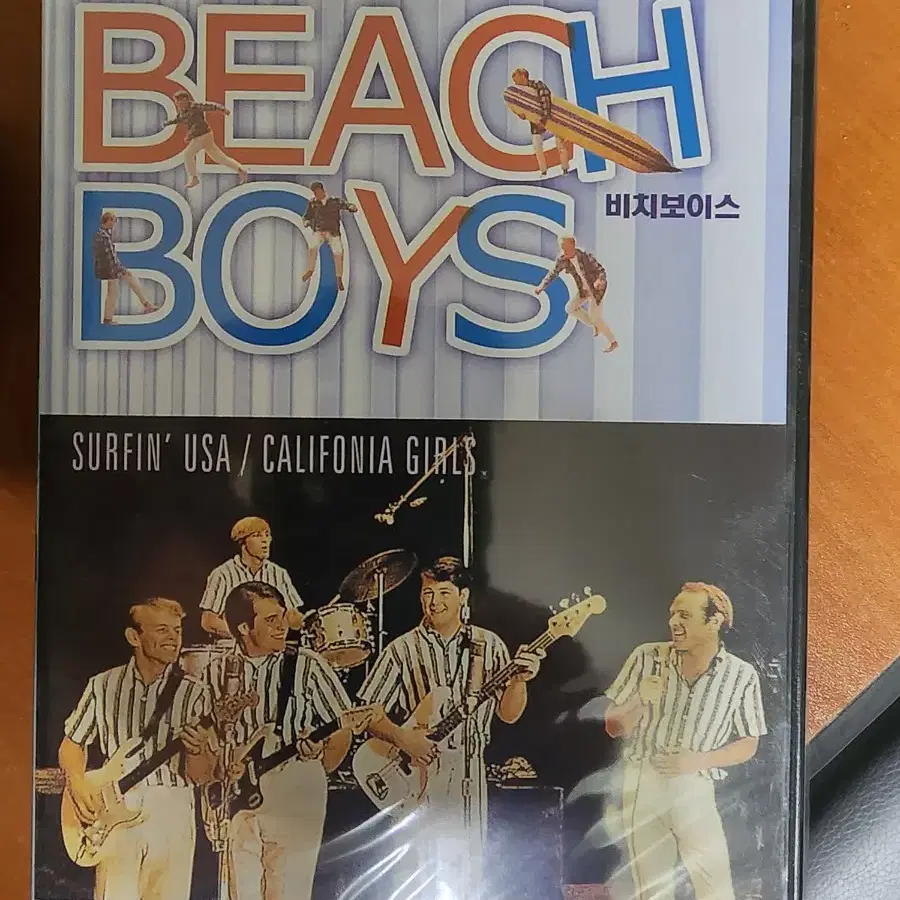 BEACH
BOYS
비치보이스
SURFIN' USA / CALIFONIA GIRLS